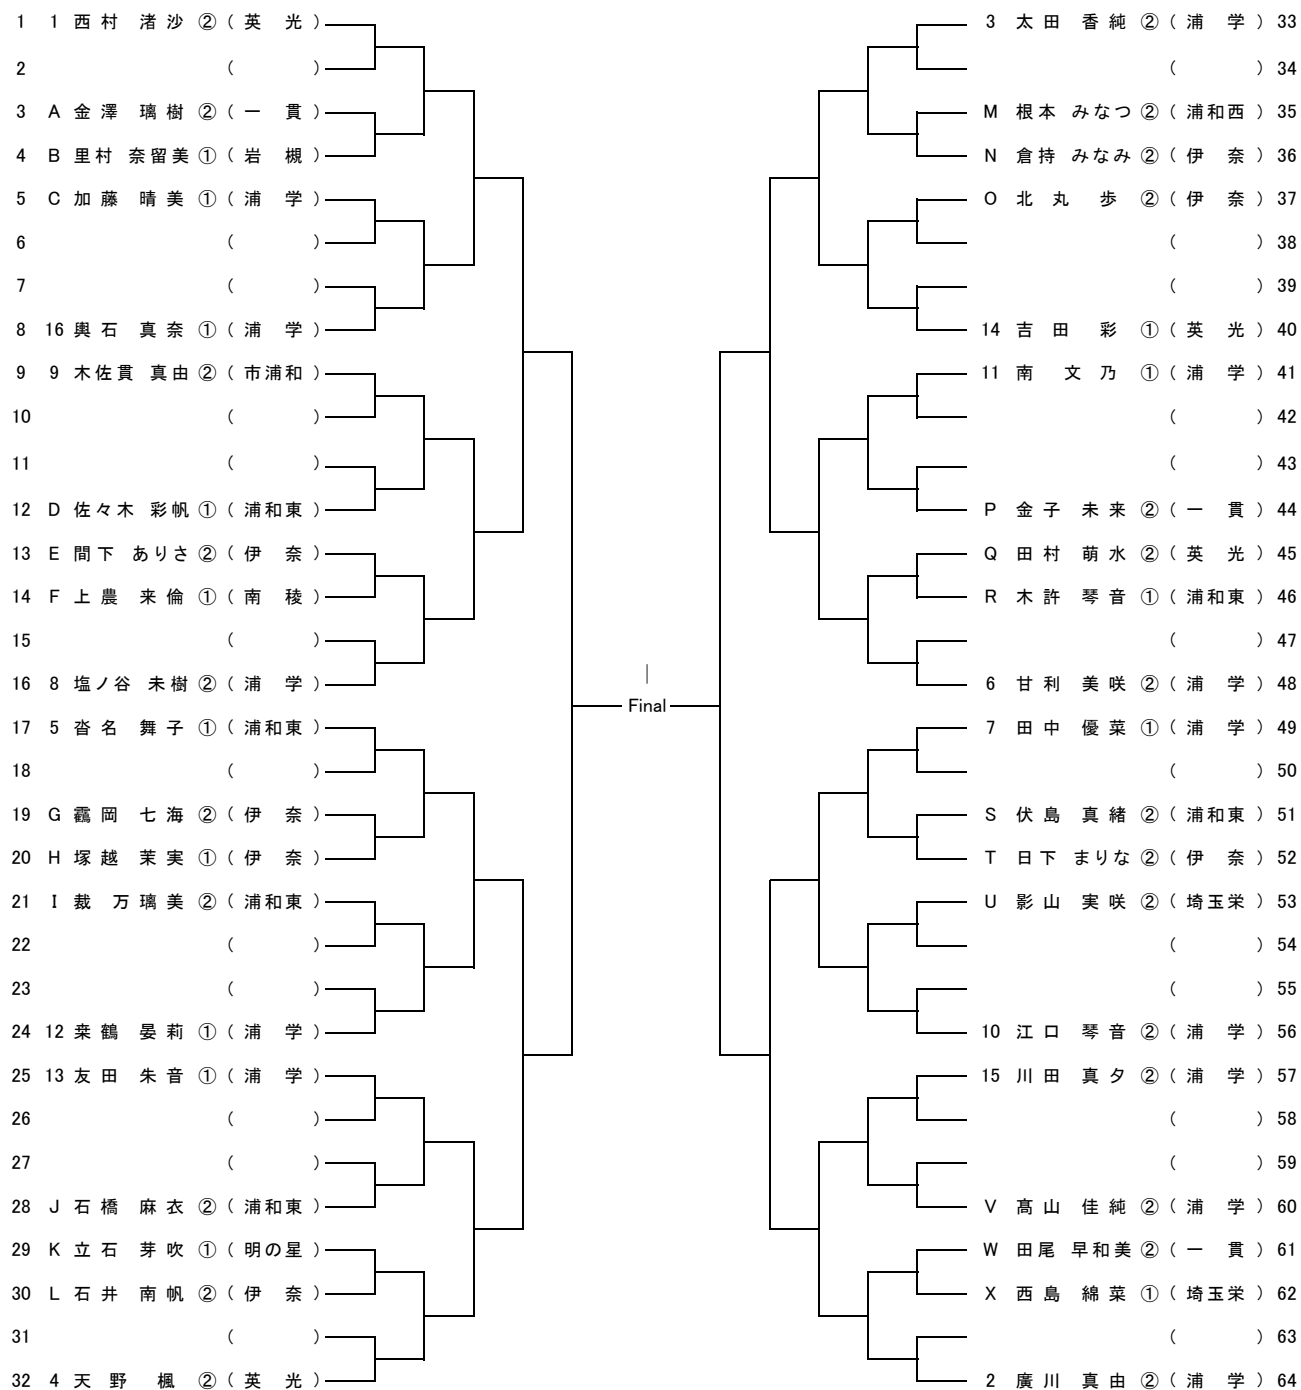 1 1 西村 渚沙 ② ( 英 光 )
2 ( )
3 A 金澤 璃樹 ② ( 一 貫 )
4 B 里村 奈留美 ① ( 岩 槻 )
5 C 加藤 晴美 ① ( 浦 学 )
6 ( )
7 ( )
8 16 輿石 真奈 ① ( 浦 学 )
9 9 木佐貫 真由 ② ( 市浦和 )
10 ( )
11 ( )
12 D 佐々木 彩帆 ① ( 浦和東 )
13 E 間下 ありさ ② ( 伊 奈 )
14 F 上農 来倫 ① ( 南 稜 )
15 ( )
16 8 塩ノ谷 未樹 ② ( 浦 学 )
17 5 沓名 舞子 ① ( 浦和東 )
18 ( )
19 G 岡 七海 ② ( 伊 奈 )
20 H 塚越 茉実 ① ( 伊 奈 )
21 I 裁 万璃美 ② ( 浦和東 )
22 ( )
23 ( )
24 12 鶴 晏莉 ① ( 浦 学 )
25 13 友田 朱音 ① ( 浦 学 )
26 ( )
27 ( )
28 J 石橋 麻衣 ② ( 浦和東 )
29 K 立石 芽吹 ① ( 明の星 )
30 L 石井 南帆 ② ( 伊 奈 )
31 ( )
32 4 天野 楓 ② ( 英 光 )
Final
3 太田 香純 ② ( 浦 学 ) 33
( ) 34
M 根本 みなつ ② ( 浦和西 ) 35
N 倉持 みなみ ② ( 伊 奈 ) 36
O 北丸 歩 ② ( 伊 奈 ) 37
( ) 38
( ) 39
14 吉田 彩 ① ( 英 光 ) 40
11 南 文乃 ① ( 浦 学 ) 41
( ) 42
( ) 43
P 金子 未来 ② ( 一 貫 ) 44
Q 田村 萌水 ② ( 英 光 ) 45
R 木許 琴音 ① ( 浦和東 ) 46
( ) 47
6 甘利 美咲 ② ( 浦 学 ) 48
7 田中 優菜 ① ( 浦 学 ) 49
( ) 50
S 伏島 真緒 ② ( 浦和東 ) 51
T 日下 まりな ② ( 伊 奈 ) 52
U 影山 実咲 ② ( 埼玉栄 ) 53
( ) 54
( ) 55
10 江口 琴音 ② ( 浦 学 ) 56
15 川田 真夕 ② ( 浦 学 ) 57
( ) 58
( ) 59
V 髙山 佳純 ② ( 浦 学 ) 60
W 田尾 早和美 ② ( 一 貫 ) 61
X 西島 綿菜 ① ( 埼玉栄 ) 62
( ) 63
2 廣川 真由 ② ( 浦 学 ) 64